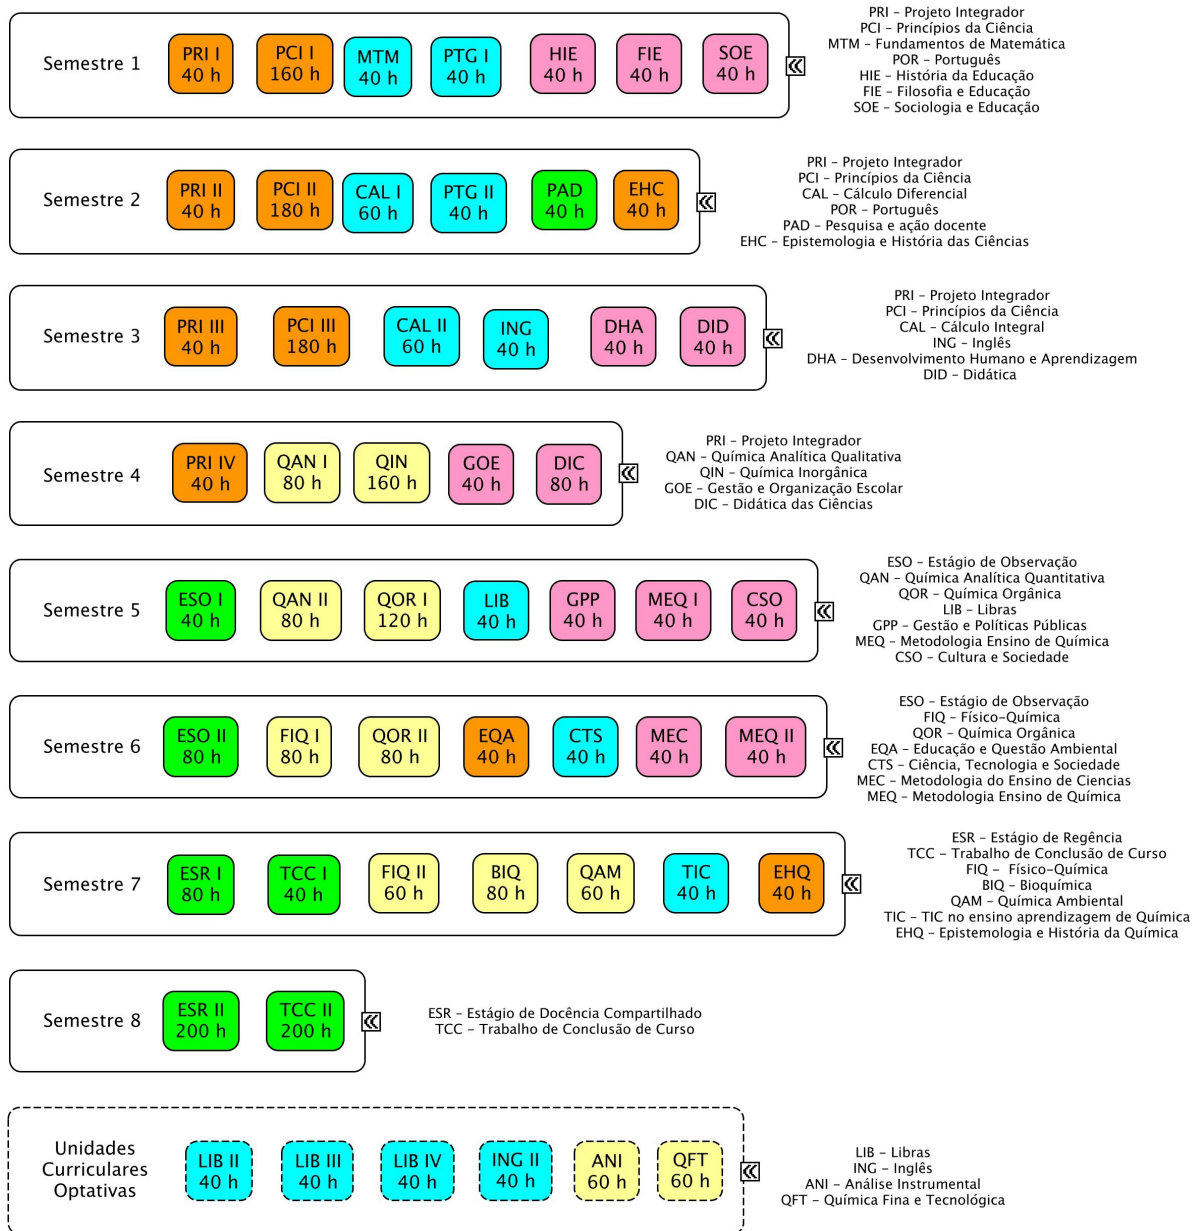 Semestre 1
PRI I
40 h
PCI I
160 h
MTM
40 h
PTG I
40 h
HIE
40 h
FIE
40 h
SOE
40 h
PRI – Projeto Integrador
PCI – Princípios da Ciência
MTM – Fundamentos de Matemática
POR – Português
HIE – História da Educação
FIE – Filosofia e Educação
SOE – Sociologia e Educação
Semestre 2
PRI II
40 h
PCI II
180 h
CAL I
60 h
PTG II
40 h
PAD
40 h
EHC
40 h
PRI – Projeto Integrador
PCI – Princípios da Ciência
CAL – Cálculo Diferencial
POR – Português
PAD – Pesquisa e ação docente
EHC – Epistemologia e História das Ciências
Semestre 3
PRI III
40 h
PCI III
180 h
CAL II
60 h
ING
40 h
DHA
40 h
DID
40 h
PRI – Projeto Integrador
PCI – Princípios da Ciência
CAL – Cálculo Integral
ING – Inglês
DHA – Desenvolvimento Humano e Aprendizagem
DID – Didática
Semestre 4
PRI IV
40 h
QAN I
80 h
QIN
160 h
GOE
40 h
DIC
80 h
PRI – Projeto Integrador
QAN – Química Analítica Qualitativa
QIN – Química Inorgânica
GOE – Gestão e Organização Escolar
DIC – Didática das Ciências
Semestre 5
ESO I
40 h
QAN II
80 h
QOR I
120 h
LIB
40 h
GPP
40 h
MEQ I
40 h
CSO
40 h
ESO – Estágio de Observação
QAN – Química Analítica Quantitativa
QOR – Química Orgânica
LIB – Libras
GPP – Gestão e Políticas Públicas
MEQ – Metodologia Ensino de Química
CSO – Cultura e Sociedade
Semestre 6
ESO II
80 h
FIQ I
80 h
QOR II
80 h
EQA
40 h
CTS
40 h
MEC
40 h
MEQ II
40 h
ESO – Estágio de Observação
FIQ – Físico–Química
QOR – Química Orgânica
EQA – Educação e Questão Ambiental
CTS – Ciência, Tecnologia e Sociedade
MEC – Metodologia do Ensino de Ciencias
MEQ – Metodologia Ensino de Química
Semestre 7
ESR I
80 h
TCC I
40 h
FIQ II
60 h
BIQ
80 h
QAM
60 h
TIC
40 h
EHQ
40 h
ESR – Estágio de Regência
TCC – Trabalho de Conclusão de Curso
FIQ – Físico–Química
BIQ – Bioquímica
QAM – Química Ambiental
TIC – TIC no ensino aprendizagem de Química
EHQ – Epistemologia e História da Química
Semestre 8
ESR II
200 h
TCC II
200 h
ESR – Estágio de Docência Compartilhado
TCC – Trabalho de Conclusão de Curso
Unidades
Curriculares
Optativas
LIB II
40 h
LIB III
40 h
LIB IV
40 h
ING II
40 h
ANI
60 h
QFT
60 h
LIB – Libras
ING – Inglês
ANI – Análise Instrumental
QFT – Química Fina e Tecnológica